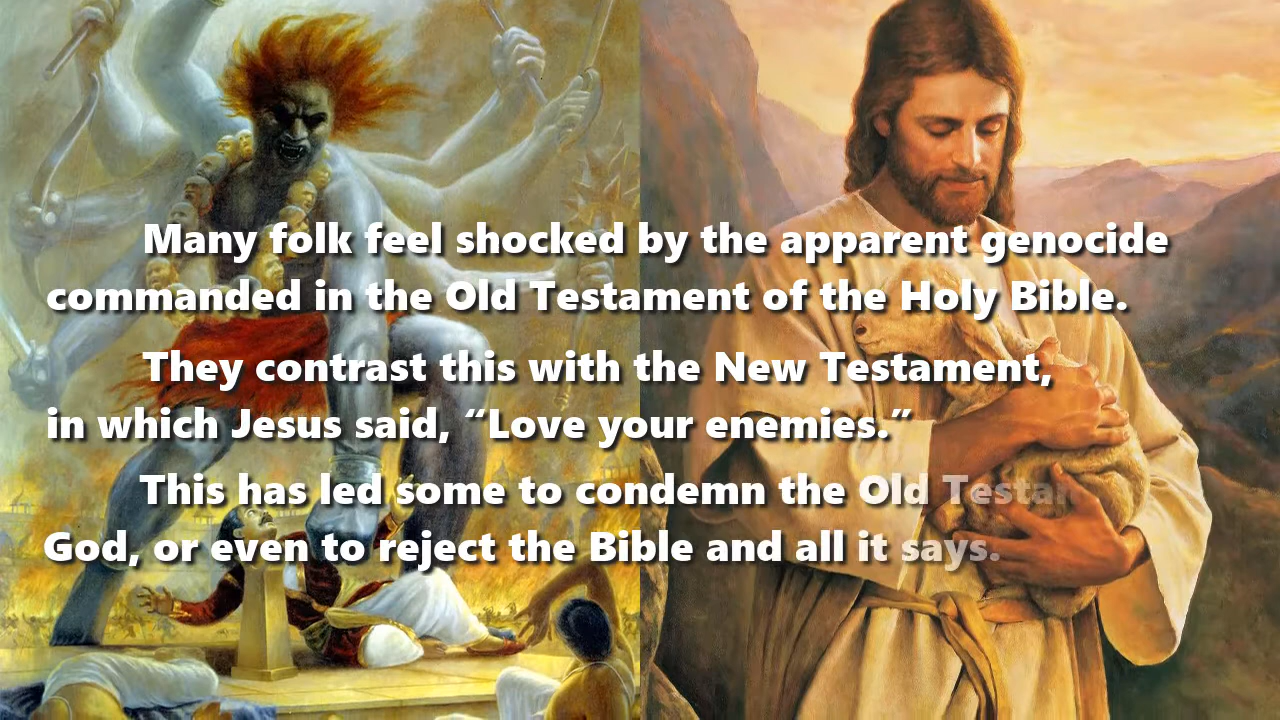 Many folk feel shocked by the apparent genocide
commanded in the Old Testament of the Holy Bible.
They contrast this with the New Testament,
in which Jesus said, “Love your enemies.”
This has led some to condemn the Old
God, or even to reject the Bible and all it says.